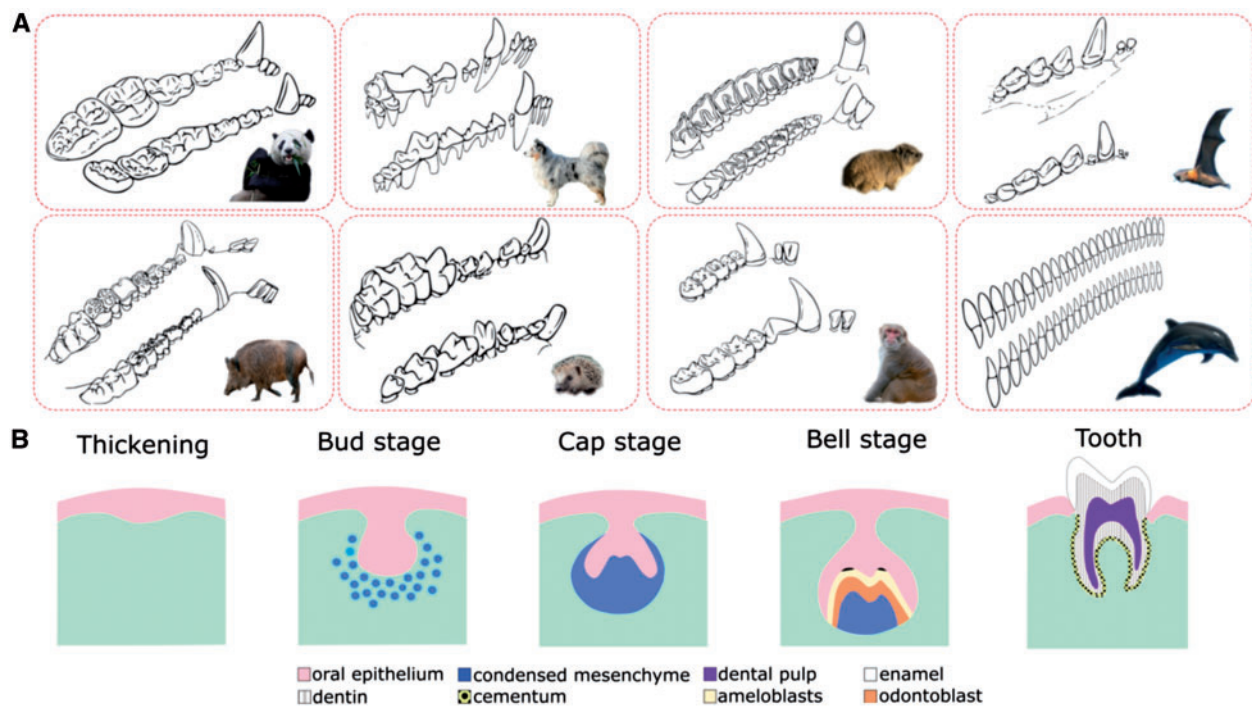 A
B
Thickening Bud stage Cap stage Bell stage Tooth
oral epithelium condensed mesenchyme dental pulp enamel
dentin cementum ameloblasts odontoblast